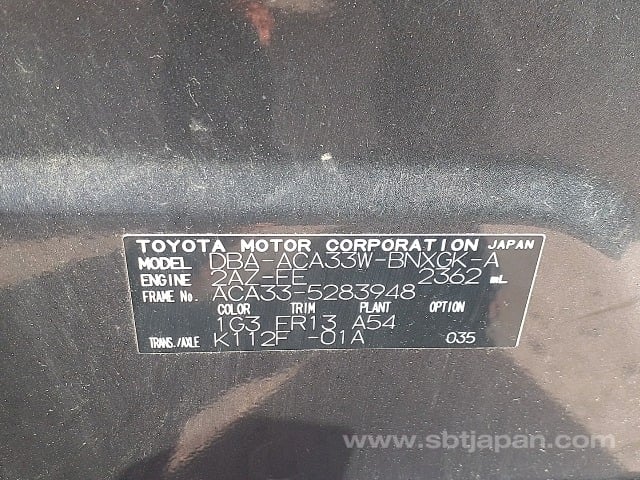 TOYOTA MOTOR CORPORATION JAPAN
MODEL DBA-ACA33W-BNXGK-A
ENGINE 2AZ-FE 2362 mL
FRAME No. ACA33-5283948
COLOR TRIM PLANT OPTION
1G3 ER13 A54
TRANS./AXLE K112F -01A 035
www.sbtjapan.com